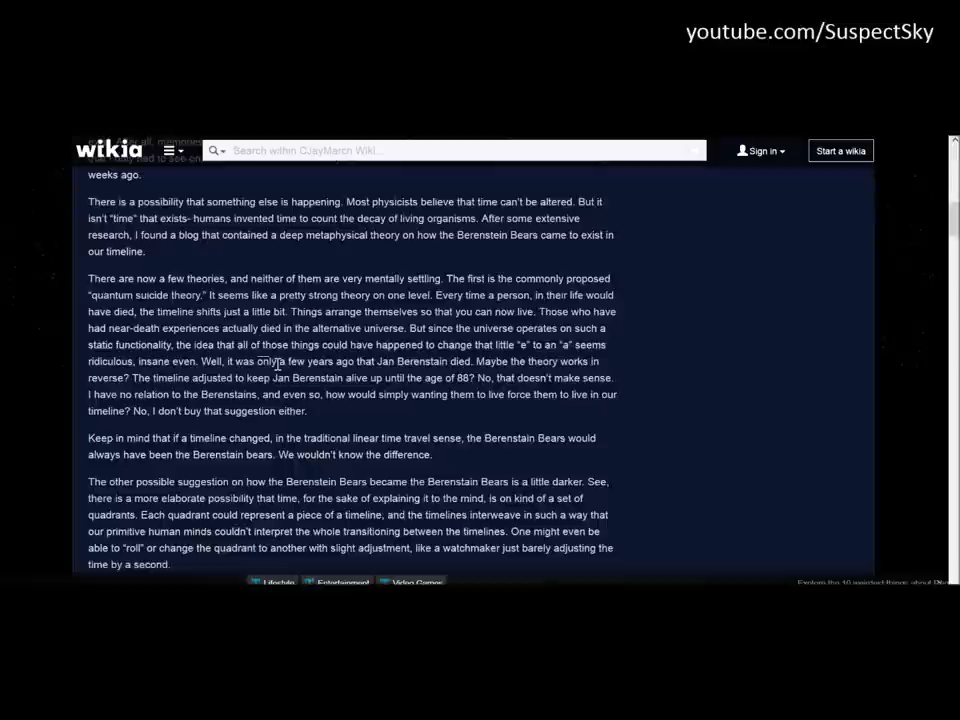 youtube.com/SuspectSky
wikia
Search within CJayMarch Wiki...
Sign in
Start a wikia
weeks ago.
There is a possibility that something else is happening. Most physicists believe that time can't be altered. But it
isn't "time" that exists- humans invented time to count the decay of living organisms. After some extensive
research, I found a blog that contained a deep metaphysical theory on how the Berenstein Bears came to exist in
our timeline.
There are now a few theories, and neither of them are very mentally settling. The first is the commonly proposed
"quantum suicide theory." It seems like a pretty strong theory on one level. Every time a person, in their life would
have died, the timeline shifts just a little bit. Things arrange themselves so that you can now live. Those who have
had near-death experiences actually died in the alternative universe. But since the universe operates on such a
static functionality, the idea that all of those things could have happened to change that little "e" to an "a" seems
ridiculous, insane even. Well, it was only a few years ago that Jan Berenstain died. Maybe the theory works in
reverse? The timeline adjusted to keep Jan Berenstain alive up until the age of 88? No, that doesn't make sense.
I have no relation to the Berenstains, and even so, how would simply wanting them to live force them to live in our
timeline? No, I don't buy that suggestion either.
Keep in mind that if a timeline changed, in the traditional linear time travel sense, the Berenstain Bears would
always have been the Berenstain bears. We wouldn't know the difference.
The other possible suggestion on how the Berenstein Bears became the Berenstain Bears is a little darker. See,
there is a more elaborate possibility that time, for the sake of explaining it to the mind, is on kind of a set of
quadrants. Each quadrant could represent a piece of a timeline, and the timelines interweave in such a way that
our primitive human minds couldn't interpret the whole transitioning between the timelines. One might even be
able to "roll" or change the quadrant to another with slight adjustment, like a watchmaker just barely adjusting the
time by a second.
Lifestyle Entertainment Video Games
Explore the 10 weirdest things about